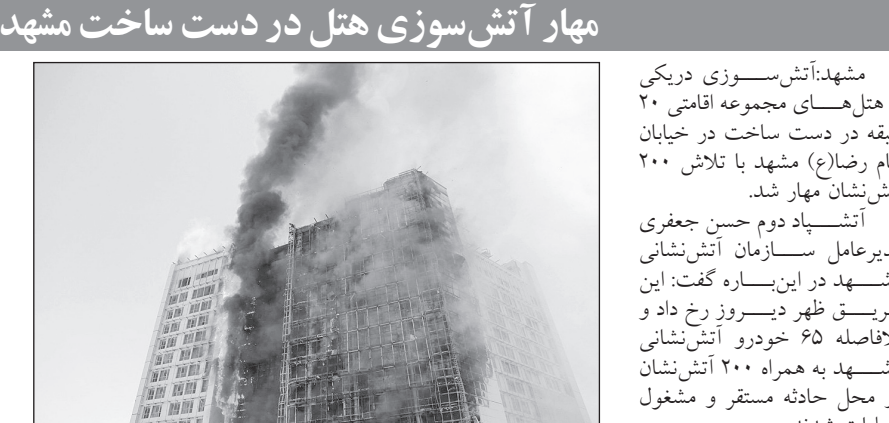 مهار آتش‌سوزی هتل در دست ساخت مشهد
مشهد:آتش‌سوزی دریکی
هتل‌های مجموعه اقامتی ۲۰
در دست ساخت در خیابان
رضا(ع) مشهد با تلاش ۲۰۰
مهار شد.
آتشپاد دوم حسن جعفری
سازمان آتش‌نشانی
در این‌باره گفت: این
ظهر دیروز رخ داد و
۶۵ خودرو آتش‌نشانی
به همراه ۲۰۰ آتش‌نشان
محل حادثه مستقر و مشغول